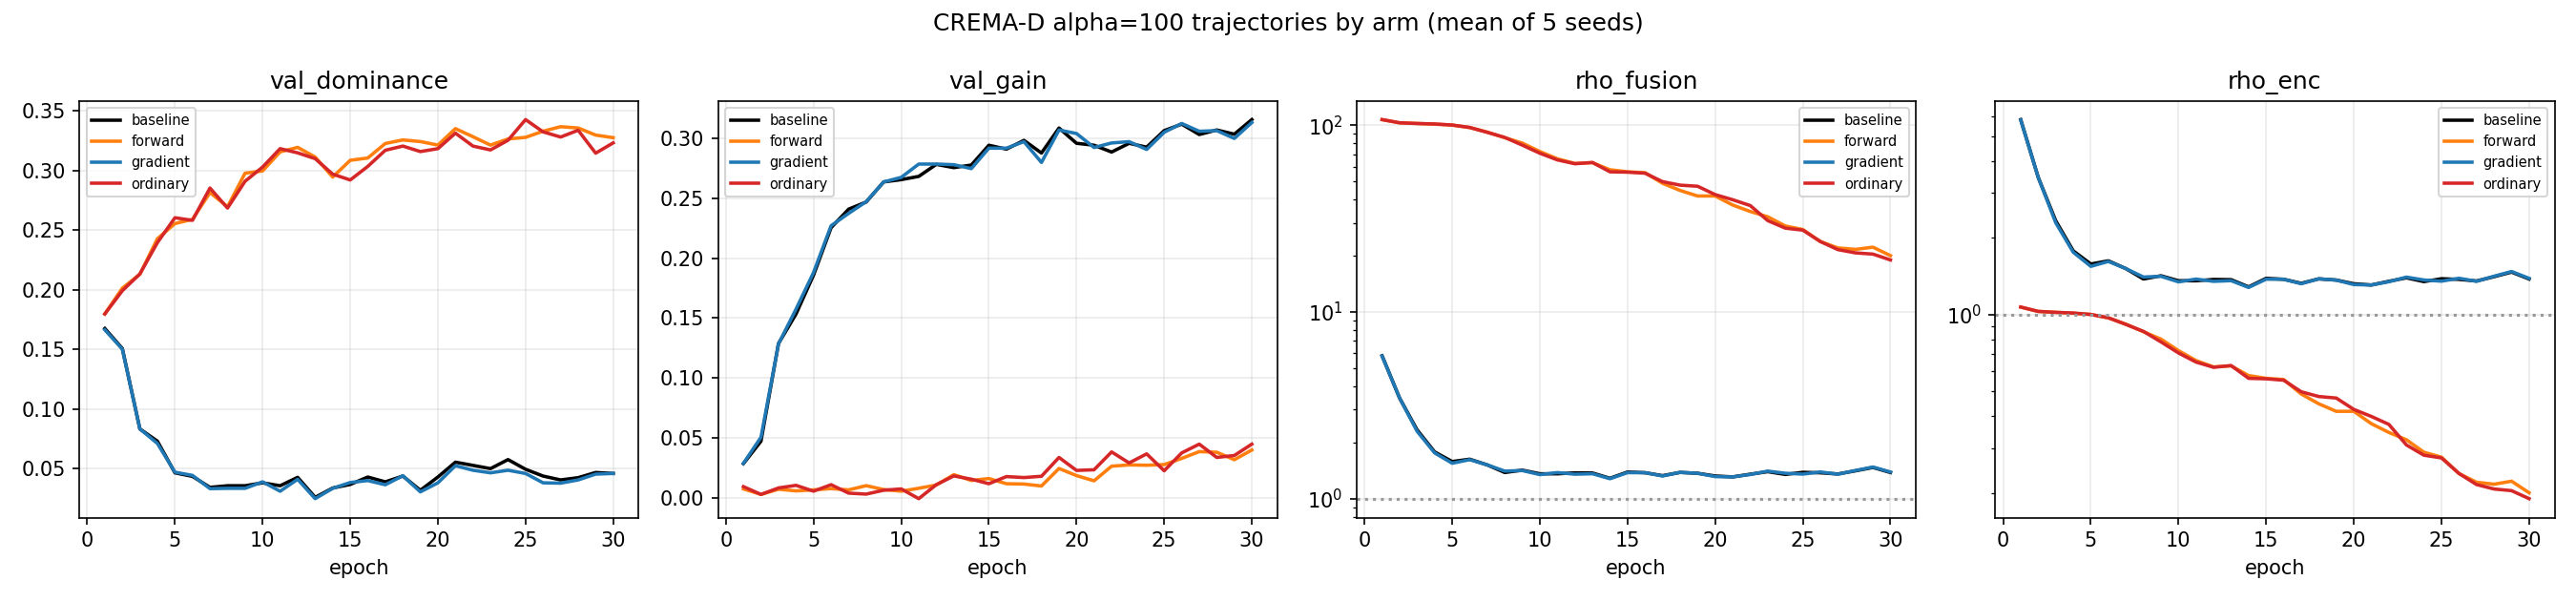 CREMA-D alpha=100 trajectories by arm (mean of 5 seeds)
val_dominance
0.35
0.30
0.25
0.20
0.15
0.10
0.05
baseline
forward
gradient
ordinary
0 5 10 15 20 25 30
epoch
val_gain
0.30
0.25
0.20
0.15
0.10
0.05
0.00
baseline
forward
gradient
ordinary
0 5 10 15 20 25 30
epoch
rho_fusion
10²
10¹
10⁰
baseline
forward
gradient
ordinary
0 5 10 15 20 25 30
epoch
rho_enc
10⁰
baseline
forward
gradient
ordinary
0 5 10 15 20 25 30
epoch